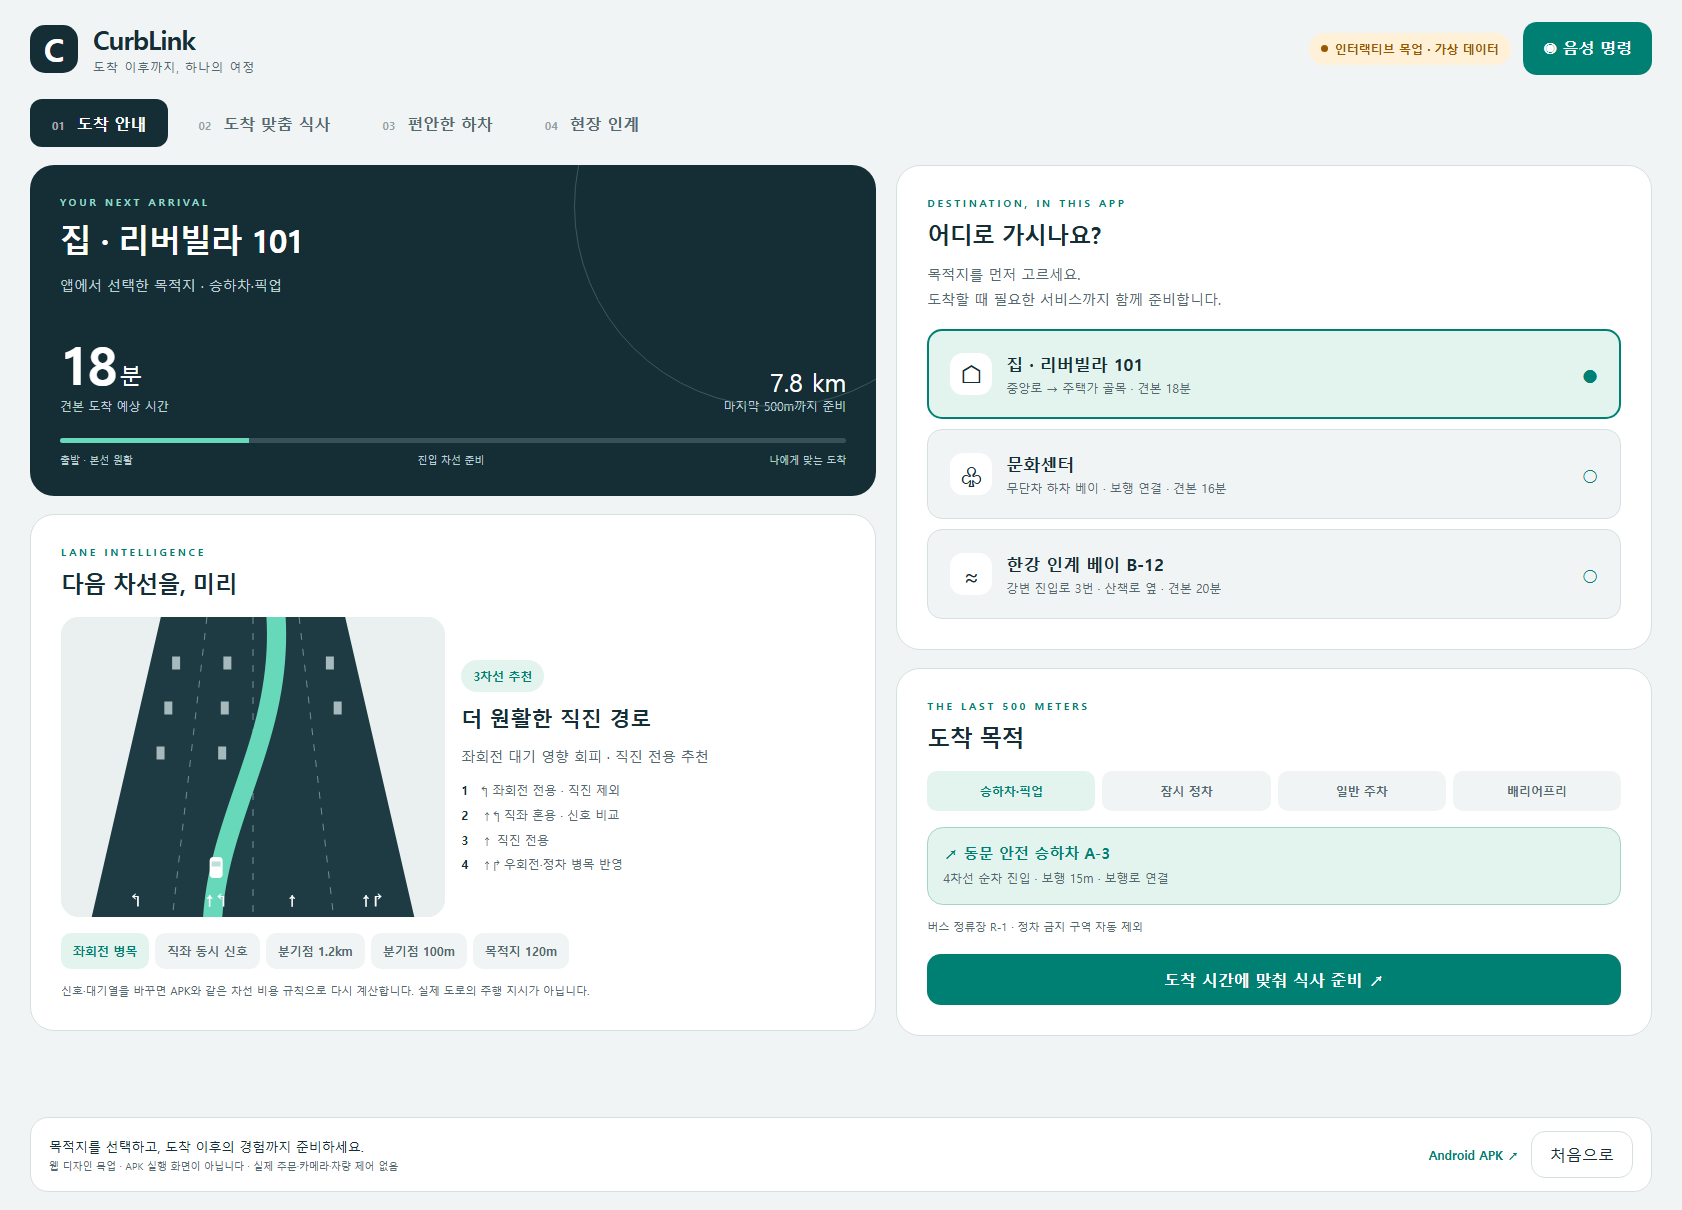 C
CurbLink
도착 이후까지, 하나의 여정
인터랙티브 목업 · 가상 데이터
음성 명령
01 도착 안내
02 도착 맞춤 식사
03 편안한 하차
04 현장 인계
YOUR NEXT ARRIVAL
집 · 리버빌라 101
앱에서 선택한 목적지 · 승하차·픽업
18분
견본 도착 예상 시간
7.8 km
마지막 500m까지 준비
출발 · 본선 원활
진입 차선 준비
나에게 맞는 도착
LANE INTELLIGENCE
다음 차선을, 미리
↰
↑↰
↑
↑↱
3차선 추천
더 원활한 직진 경로
좌회전 대기 영향 회피 · 직진 전용 추천
1 ↰ 좌회전 전용 · 직진 제외
2 ↑↰ 직좌 혼용 · 신호 비교
3 ↑ 직진 전용
4 ↑↱ 우회전·정차 병목 반영
좌회전 병목
직좌 동시 신호
분기점 1.2km
분기점 100m
목적지 120m
신호·대기열을 바꾸면 APK와 같은 차선 비용 규칙으로 다시 계산합니다. 실제 도로의 주행 지시가 아닙니다.
DESTINATION, IN THIS APP
어디로 가시나요?
목적지를 먼저 고르세요.
도착할 때 필요한 서비스까지 함께 준비합니다.
집 · 리버빌라 101
중앙로 → 주택가 골목 · 견본 18분
문화센터
무단차 하차 베이 · 보행 연결 · 견본 16분
≈
한강 인계 베이 B-12
강변 진입로 3번 · 산책로 옆 · 견본 20분
THE LAST 500 METERS
도착 목적
승하차·픽업
잠시 정차
일반 주차
배리어프리
↗ 동문 안전 승하차 A-3
4차선 순차 진입 · 보행 15m · 보행로 연결
버스 정류장 R-1 · 정차 금지 구역 자동 제외
도착 시간에 맞춰 식사 준비 ↗
목적지를 선택하고, 도착 이후의 경험까지 준비하세요.
웹 디자인 목업 · APK 실행 화면이 아닙니다 · 실제 주문·카메라·차량 제어 없음
Android APK ↗
처음으로